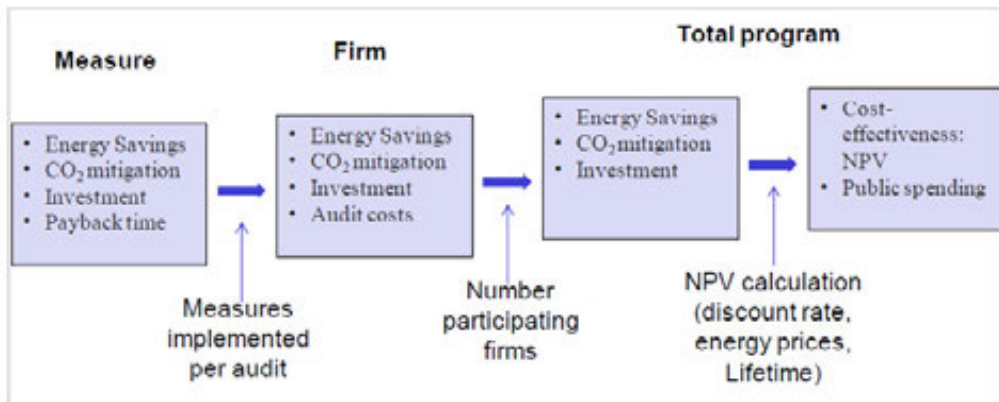 Measure
Firm
Total program
• Energy Savings
• CO₂ mitigation
• Investment
• Payback time
• Energy Savings
• CO₂ mitigation
• Investment
• Audit costs
• Energy Savings
• CO₂ mitigation
• Investment
• Cost-
effectiveness:
NPV
• Public spending
Measures
implemented
per audit
Number
participating
firms
NPV calculation
(discount rate,
energy prices,
Lifetime)